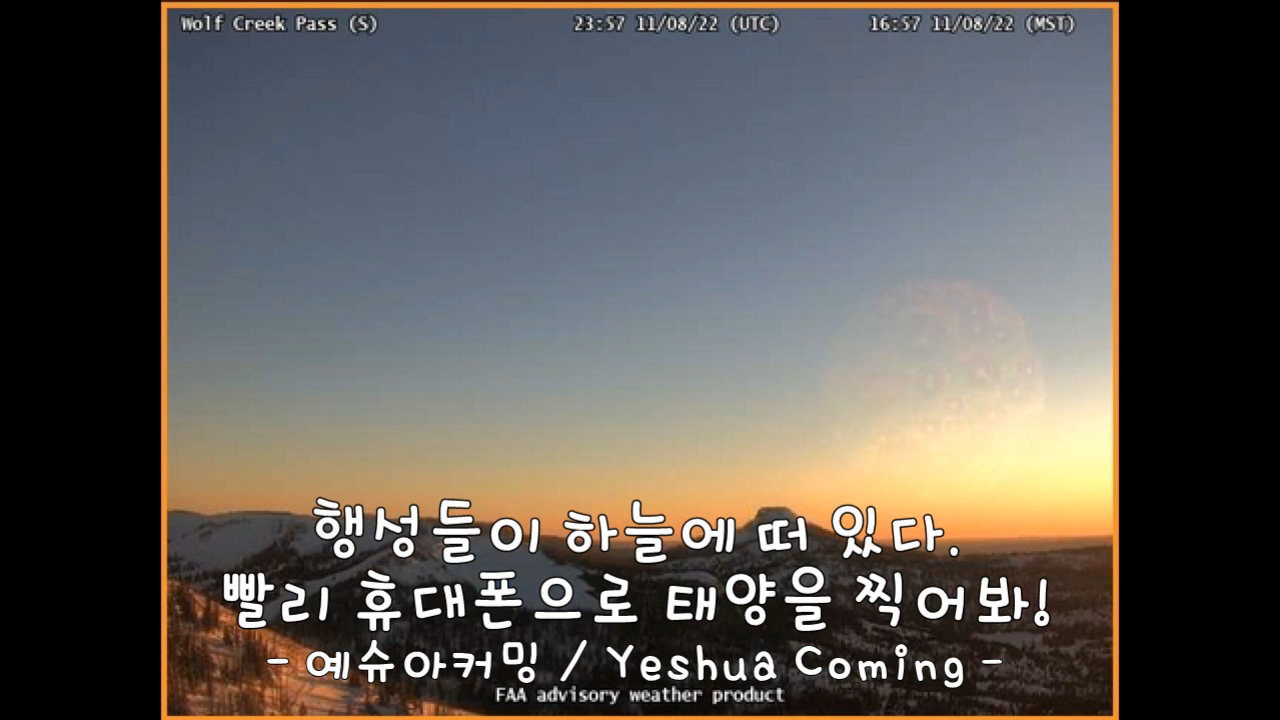 Wolf Creek Pass (S) 23:57 11/08/22 (UTC) 16:57 11/08/22 (MST)
행성들이 하늘에 떠 있다.
빨리 휴대폰으로 태양을 찍어봐!
- 예슈아커밍 / Yeshua Coming -
FAA advisory weather product